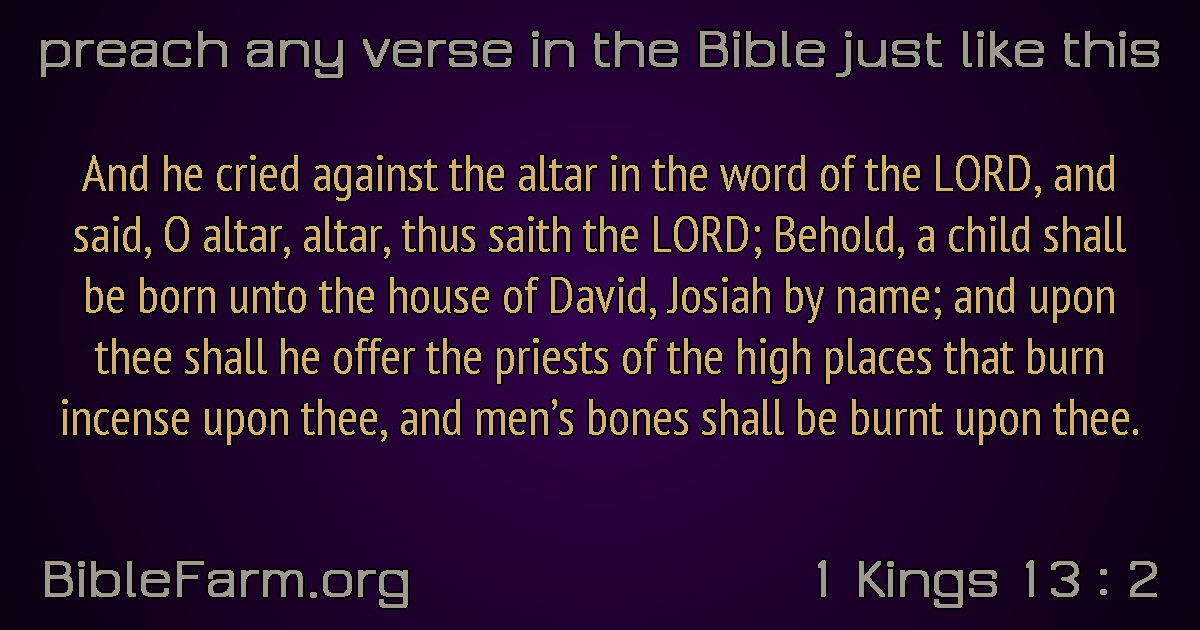 preach any verse in the Bible just like this
And he cried against the altar in the word of the LORD, and
said, O altar, altar, thus saith the LORD; Behold, a child shall
be born unto the house of David, Josiah by name; and upon
thee shall he offer the priests of the high places that burn
incense upon thee, and men’s bones shall be burnt upon thee.
BibleFarm.org
1 Kings 13 : 2